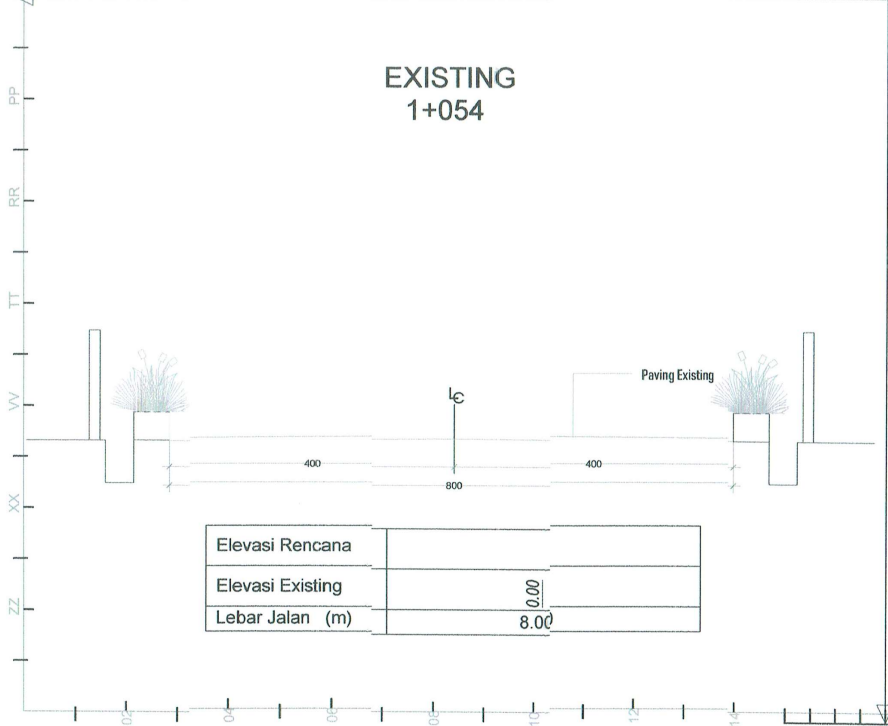 EXISTING
1+054
PP
RR
TT
VV
XX
ZZ
Paving Existing
400
400
800
Elevasi Rencana
Elevasi Existing
0.00
Lebar Jalan (m)
8.00
02
04
06
08
10
12
14